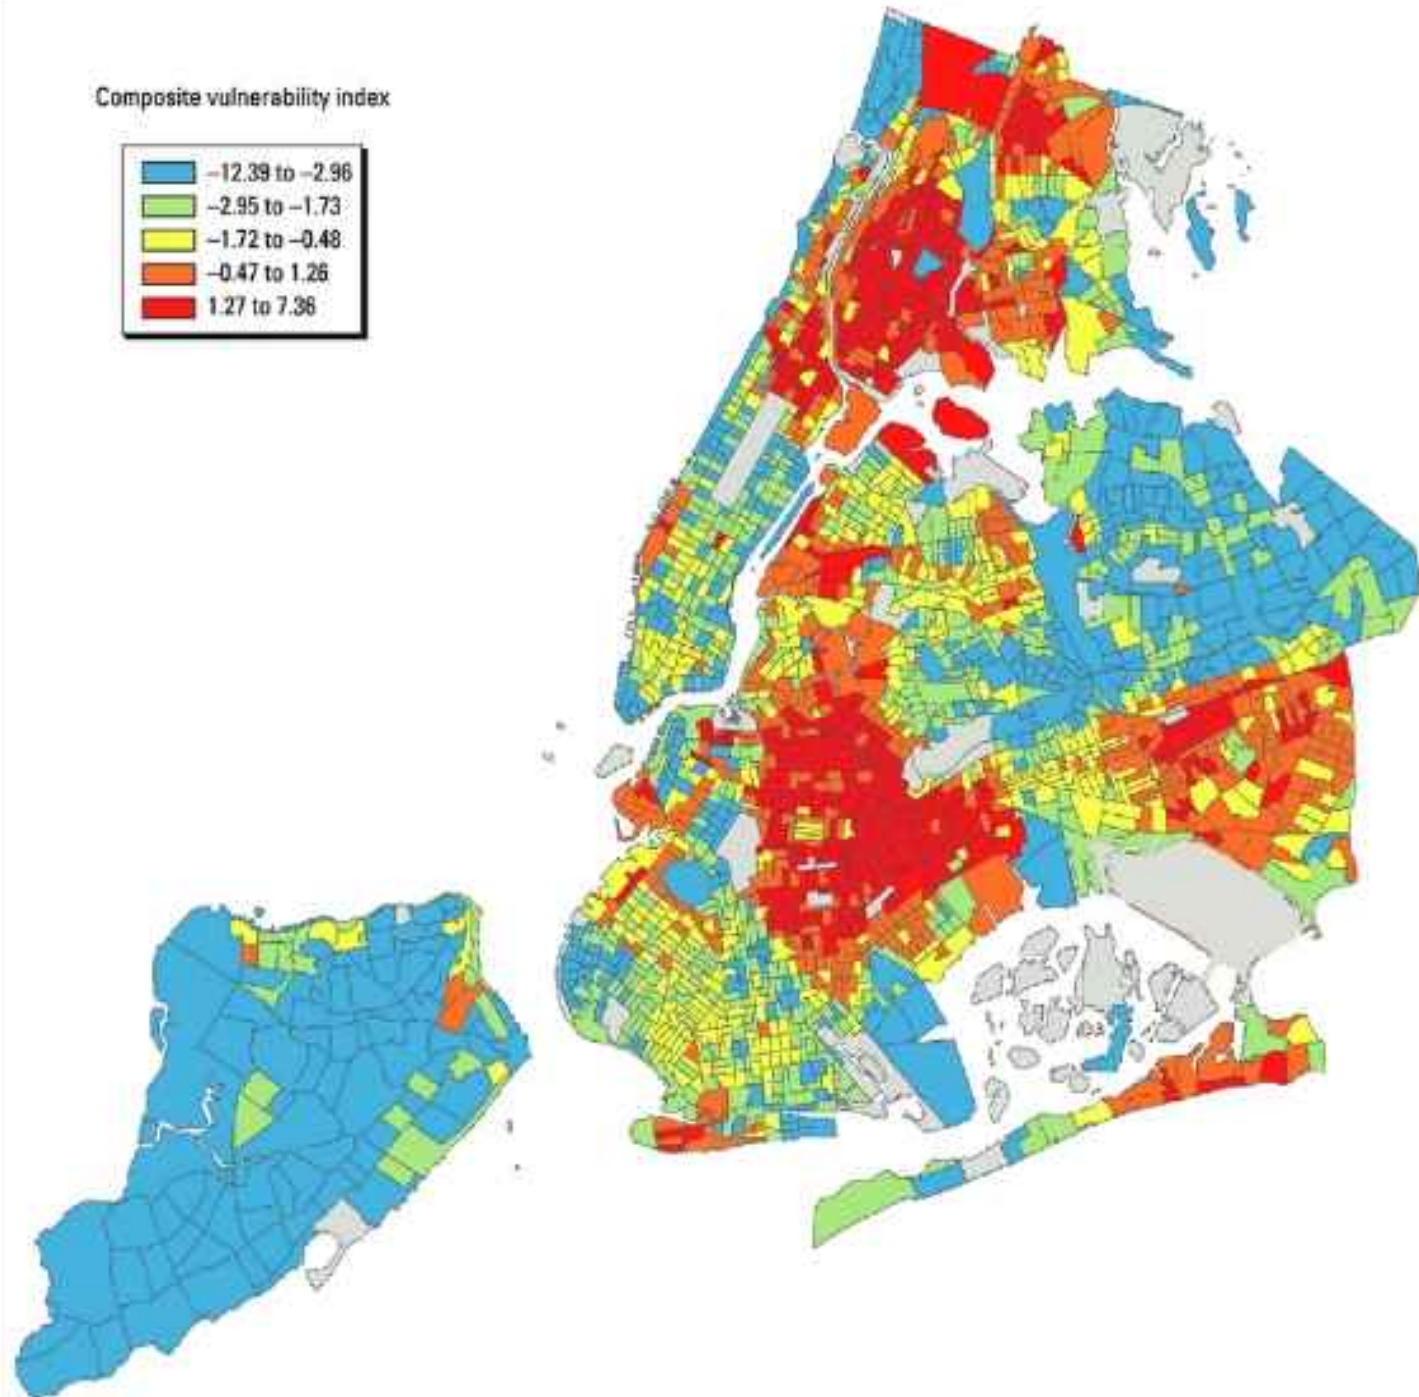 Composite vulnerability index
−12.39 to −2.96
−2.95 to −1.73
−1.72 to −0.48
−0.47 to 1.26
1.27 to 7.36